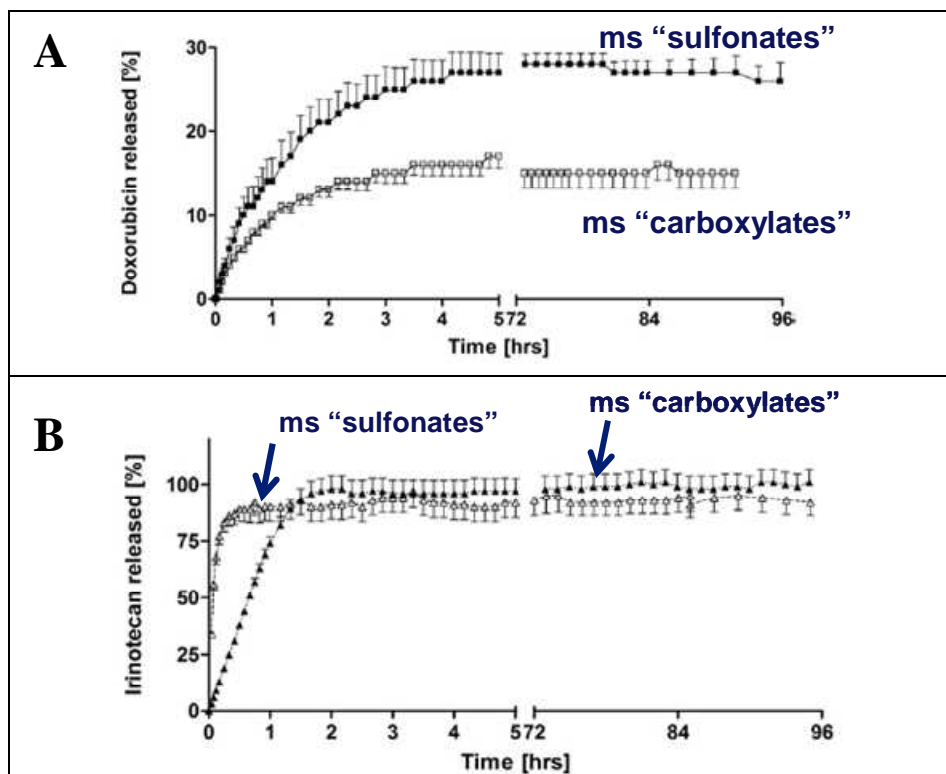 A
ms “sulfonates”
Doxorubicin released [%]
30
20
10
0
ms “carboxylates”
0 1 2 3 4 572 84 96-
Time [hrs]
B
ms “sulfonates”
ms “carboxylates”
Irinotecan released [%]
100
75
50
25
0
0 1 2 3 4 572 84 96
Time [hrs]